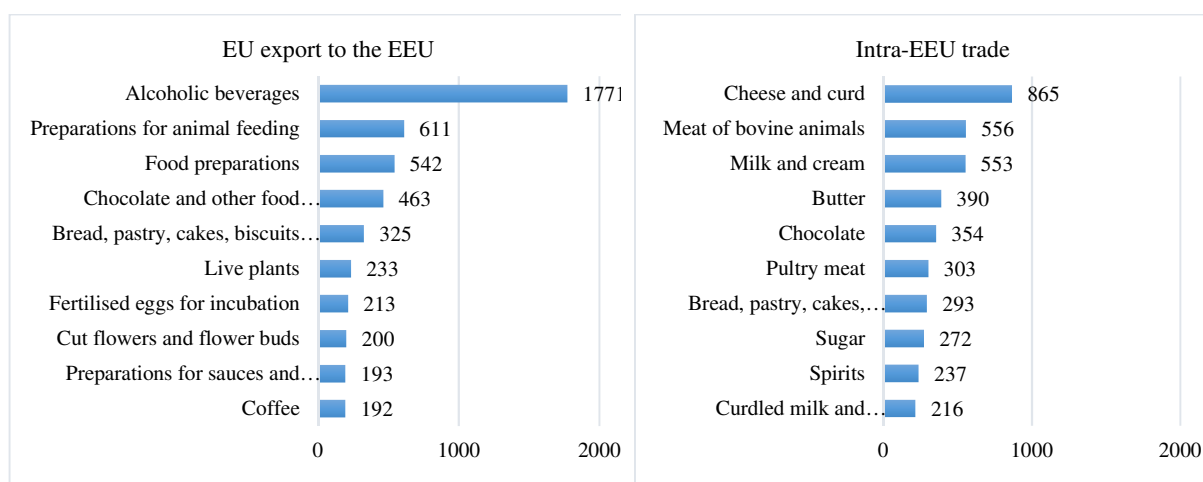 EU export to the EEU
Alcoholic beverages 1771
Preparations for animal feeding 611
Food preparations 542
Chocolate and other food… 463
Bread, pastry, cakes, biscuits… 325
Live plants 233
Fertilised eggs for incubation 213
Cut flowers and flower buds 200
Preparations for sauces and… 193
Coffee 192
0 1000 2000
Intra-EEU trade
Cheese and curd 865
Meat of bovine animals 556
Milk and cream 553
Butter 390
Chocolate 354
Pultry meat 303
Bread, pastry, cakes,… 293
Sugar 272
Spirits 237
Curdled milk and… 216
0 1000 2000